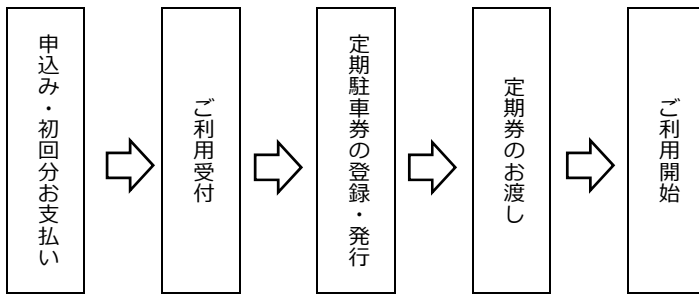 申込み・初回分お支払い
ご利用受付
定期駐車券の登録・発行
定期券のお渡し
ご利用開始